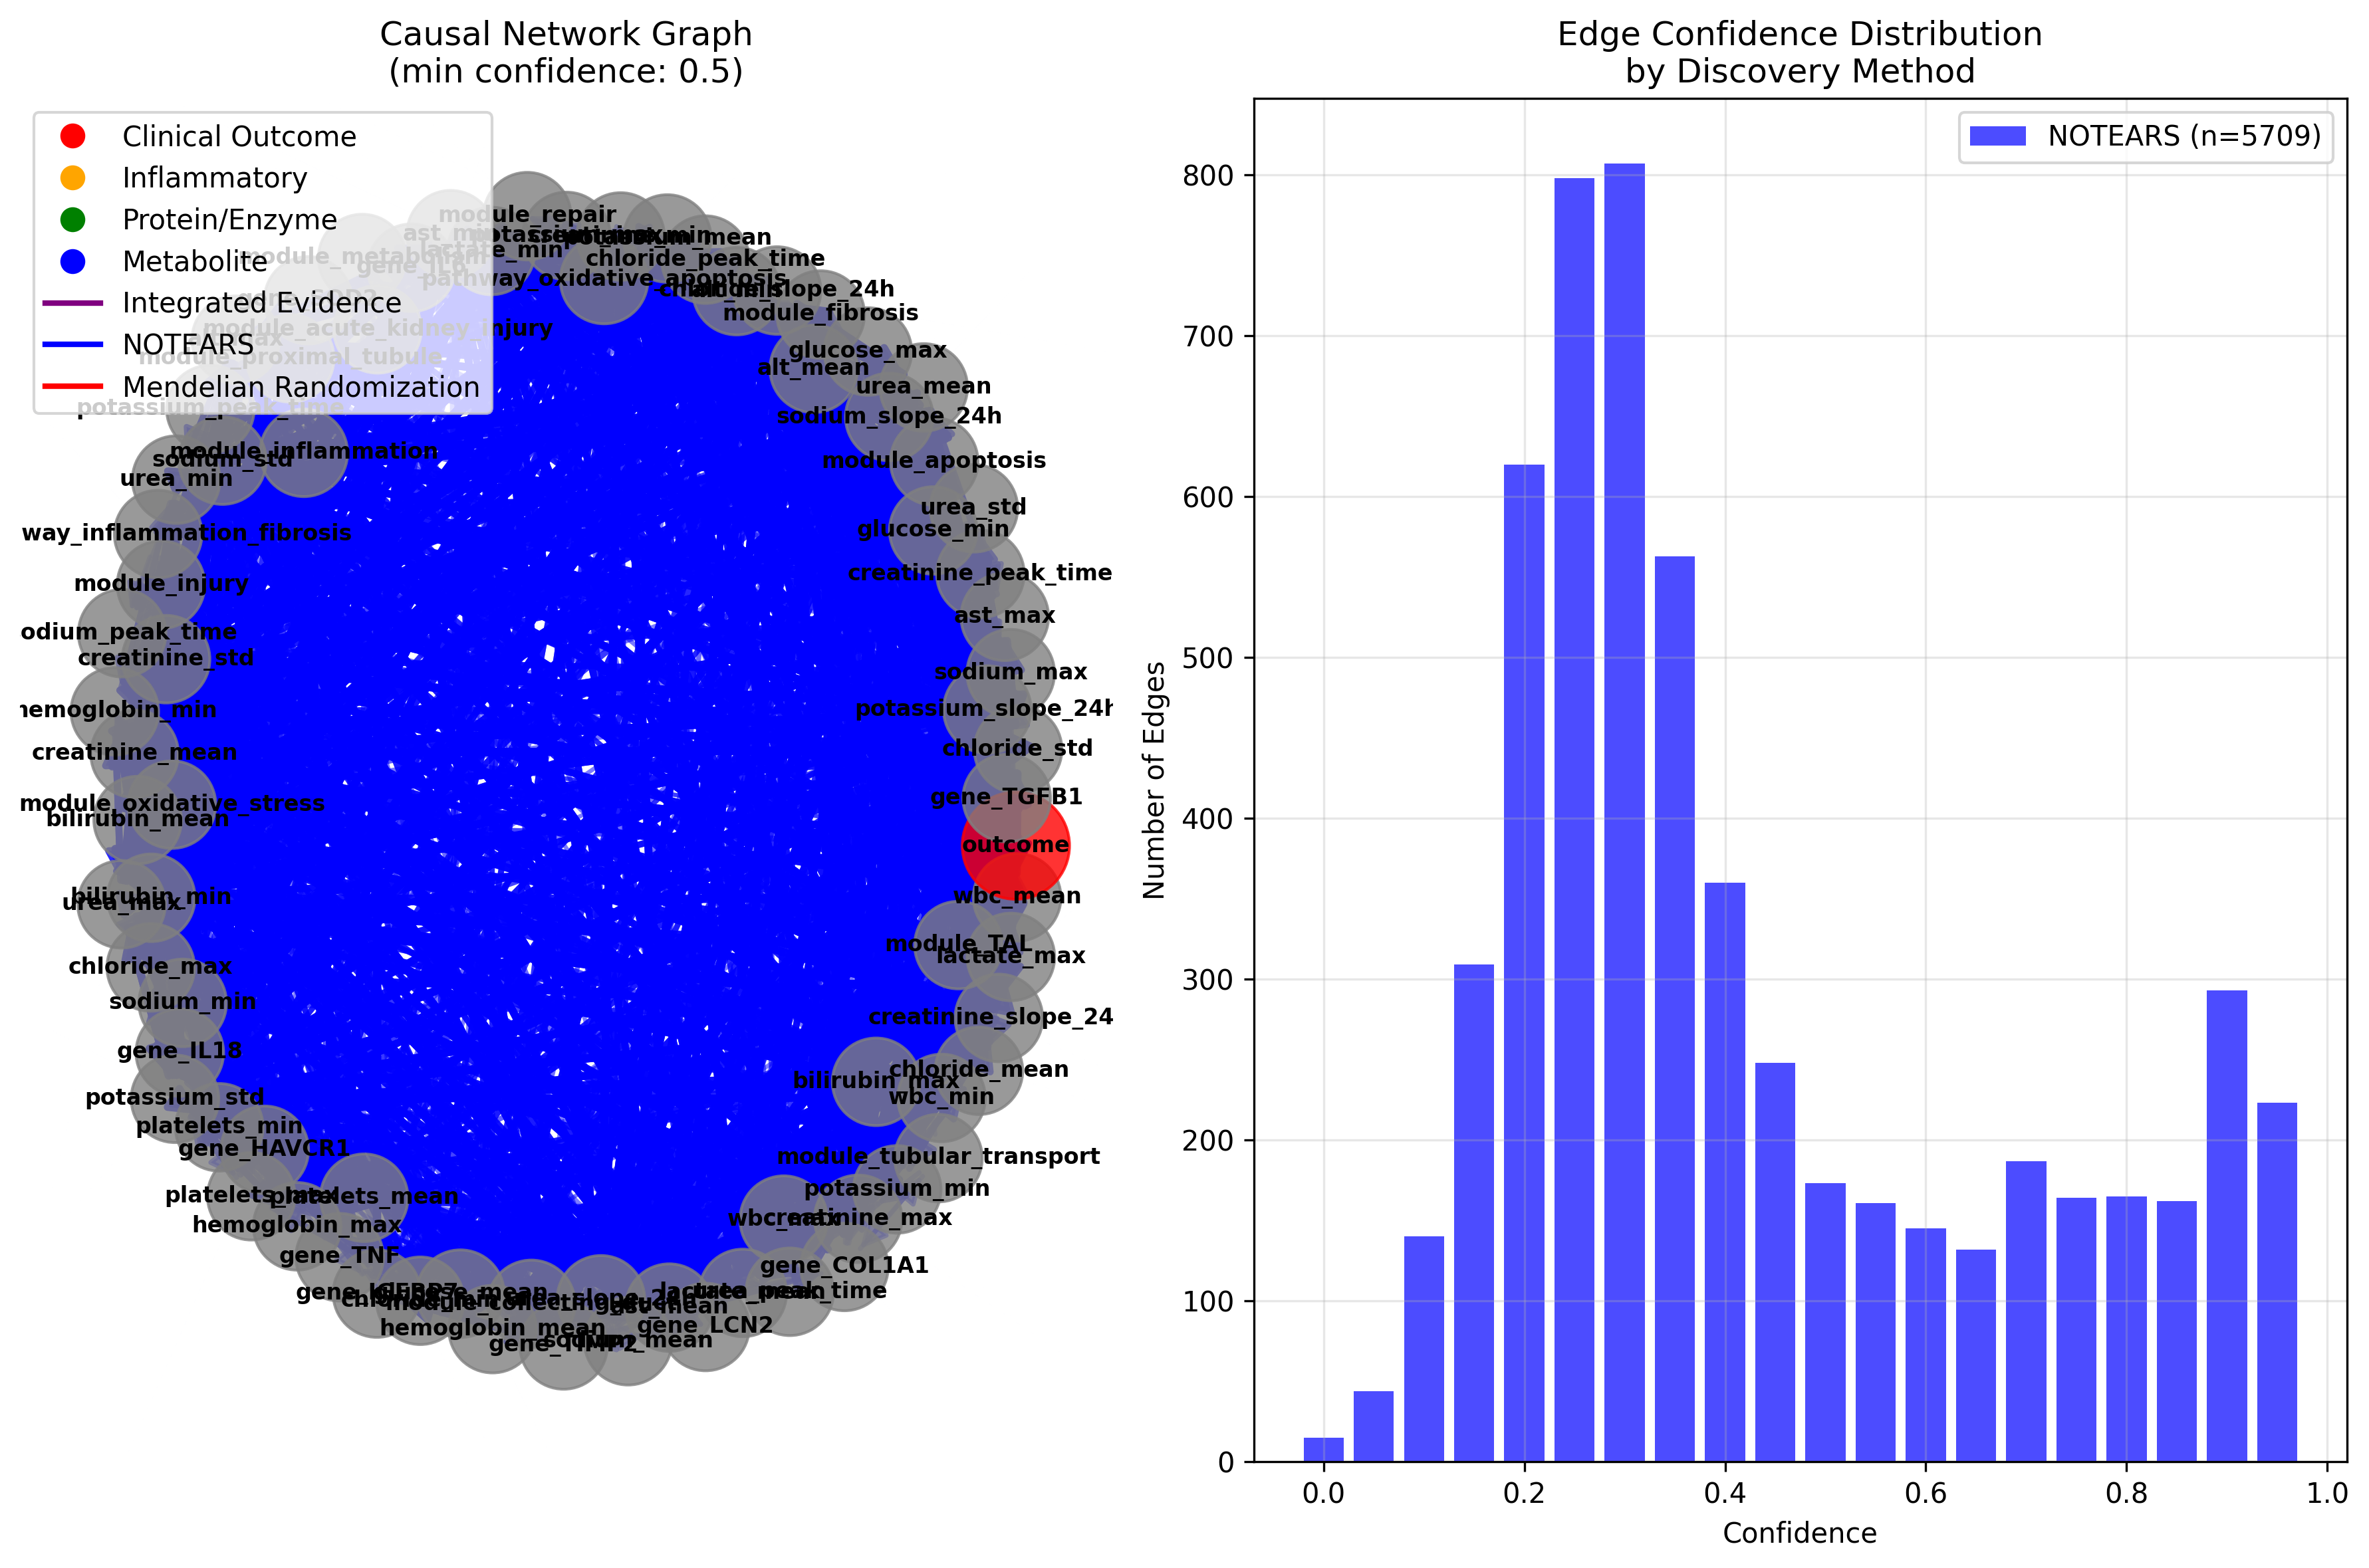 Causal Network Graph
(min confidence: 0.5)
Clinical Outcome
Inflammatory
Protein/Enzyme
Metabolite
Integrated Evidence
NOTEARS
Mendelian Randomization
module_repair
chloride_peak_time
pathway_oxidative_apoptosis
module_fibrosis
glucose_max
alt_mean
urea_mean
sodium_slope_24h
module_apoptosis
urea_std
glucose_min
creatinine_peak_time
ast_max
sodium_max
potassium_slope_24h
chloride_std
gene_TGFB1
outcome
wbc_mean
module_TAL
lactate_max
creatinine_slope_24
chloride_mean
bilirubin_max
wbc_min
module_tubular_transport
potassium_min
creatinine_max
gene_COL1A1
gene_LCN2
module_acute_kidney_injury
module_proximal_tubule
potassium_peak_time
module_inflammation
sodium_std
urea_min
way_inflammation_fibrosis
module_injury
odium_peak_time
creatinine_std
hemoglobin_min
creatinine_mean
module_oxidative_stress
bilirubin_mean
bilirubin_min
urea_max
chloride_max
sodium_min
gene_IL18
potassium_std
platelets_min
gene_HAVCR1
platelets_max
platelets_mean
hemoglobin_max
gene_TNF
hemoglobin_mean
Edge Confidence Distribution
by Discovery Method
NOTEARS (n=5709)
Number of Edges
800
700
600
500
400
300
200
100
0
0.0 0.2 0.4 0.6 0.8 1.0
Confidence